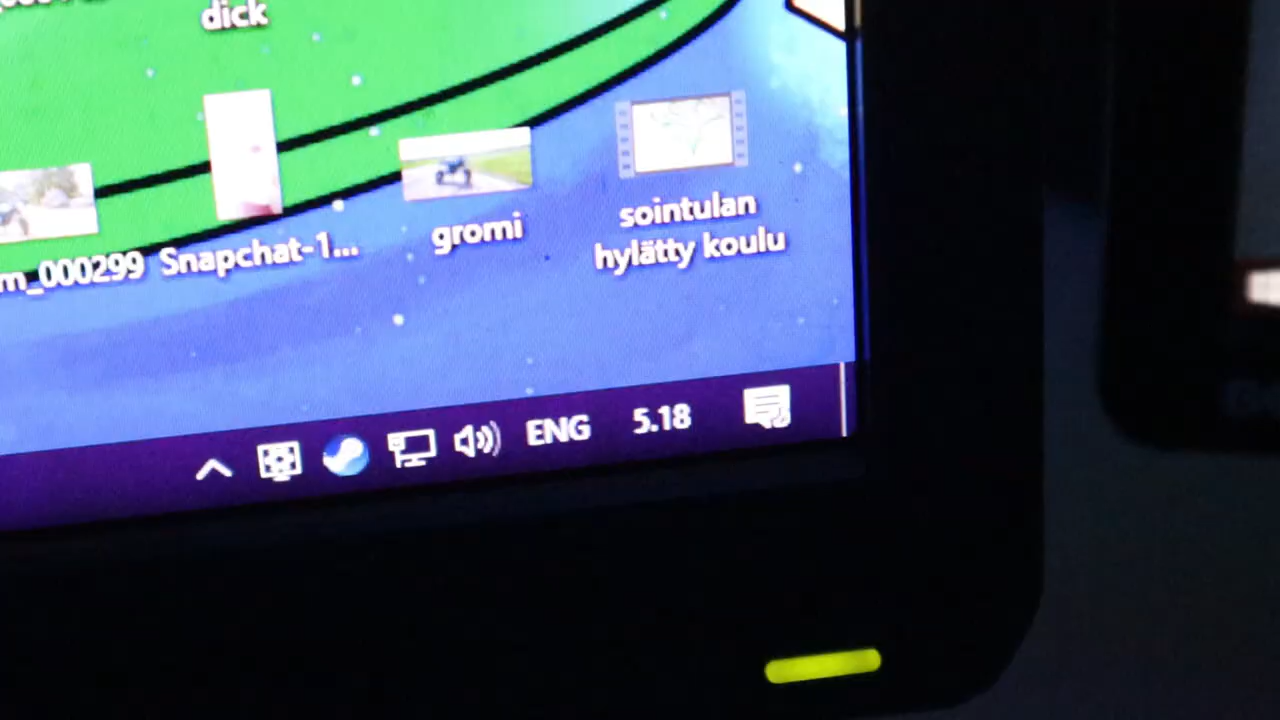 dick
m_000299
Snapchat-1...
gromi
sointulan
hylätty koulu
ENG
5.18